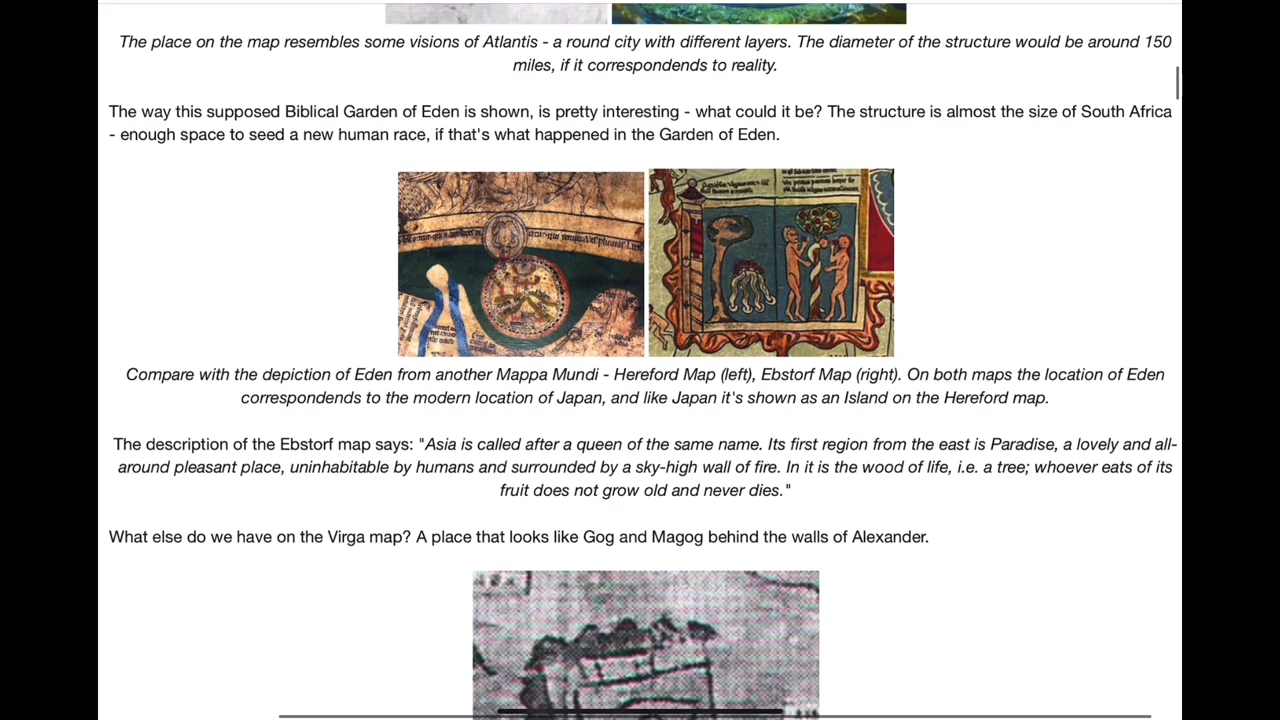 The place on the map resembles some visions of Atlantis - a round city with different layers. The diameter of the structure would be around 150
miles, if it correspondends to reality.
The way this supposed Biblical Garden of Eden is shown, is pretty interesting - what could it be? The structure is almost the size of South Africa
- enough space to seed a new human race, if that's what happened in the Garden of Eden.
Compare with the depiction of Eden from another Mappa Mundi - Hereford Map (left), Ebstorf Map (right). On both maps the location of Eden
correspondends to the modern location of Japan, and like Japan it's shown as an Island on the Hereford map.
The description of the Ebstorf map says: "Asia is called after a queen of the same name. Its first region from the east is Paradise, a lovely and all-
around pleasant place, uninhabitable by humans and surrounded by a sky-high wall of fire. In it is the wood of life, i.e. a tree; whoever eats of its
fruit does not grow old and never dies."
What else do we have on the Virga map? A place that looks like Gog and Magog behind the walls of Alexander.